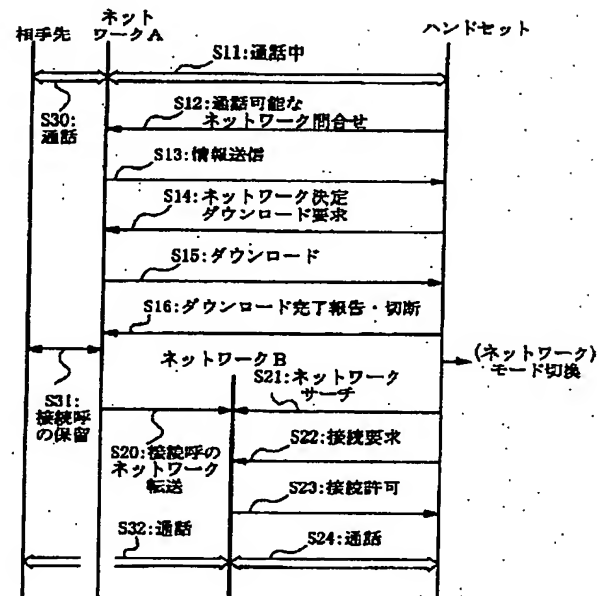 相手先
ネット
ワークA
ハンドセット
S11:通話中
S30:
通話
S12:通話可能な
ネットワーク問合せ
S13:情報送信
S14:ネットワーク決定
ダウンロード要求
S15:ダウンロード
S16:ダウンロード完了報告・切断
ネットワークB
(ネットワーク)
モード切換
S31:
接続呼
の保留
S21:ネットワーク
サーチ
S20:接続呼の
ネットワーク
転送
S22:接続要求
S23:接続許可
S32:通話
S24:通話